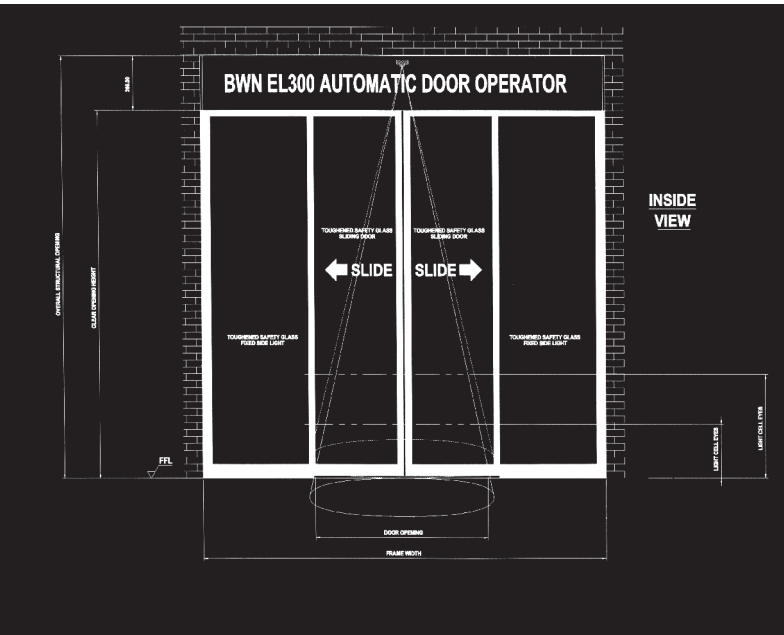 BWN EL300 AUTOMATIC DOOR OPERATOR
INSIDE
VIEW
TOUGHENED SAFETY GLASS
SLIDING DOOR
TOUGHENED SAFETY GLASS
SLIDING DOOR
SLIDE
SLIDE
TOUGHENED SAFETY GLASS
FIXED SIDE LIGHT
TOUGHENED SAFETY GLASS
FIXED SIDE LIGHT
OVERALL STRUCTURAL OPENING
CLEAR OPENING HEIGHT
LIGHT CELL EYES
LIGHT CELL EYES
FFL
DOOR OPENING
FRAME WIDTH